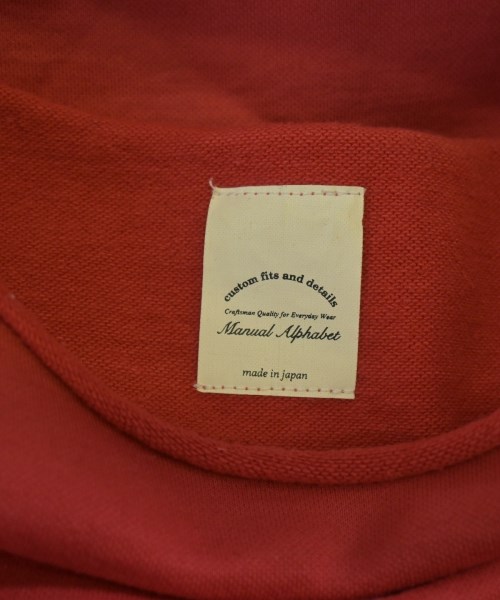 custom fits and details
Craftsman Quality for Everyday Wear
Manual Alphabet
made in japan